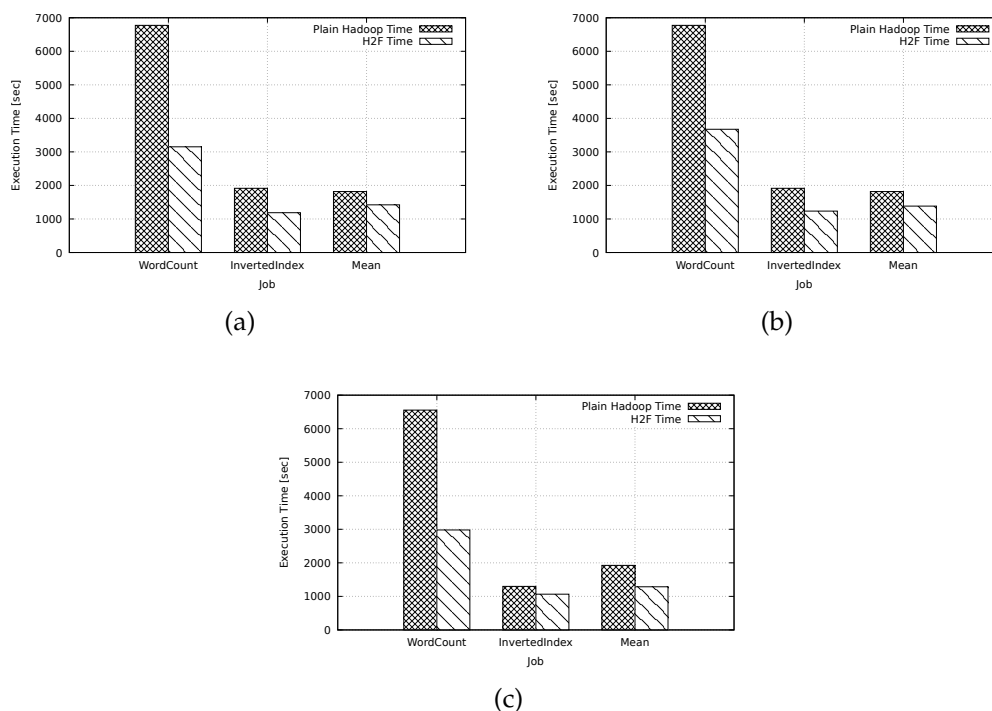 7000
6000
5000
4000
3000
2000
1000
0
Execution Time [sec]
Plain Hadoop Time
H2F Time
WordCount InvertedIndex Mean
Job
(a)
7000
6000
5000
4000
3000
2000
1000
0
Execution Time [sec]
Plain Hadoop Time
H2F Time
WordCount InvertedIndex Mean
Job
(b)
7000
6000
5000
4000
3000
2000
1000
0
Execution Time [sec]
Plain Hadoop Time
H2F Time
WordCount InvertedIndex Mean
Job
(c)